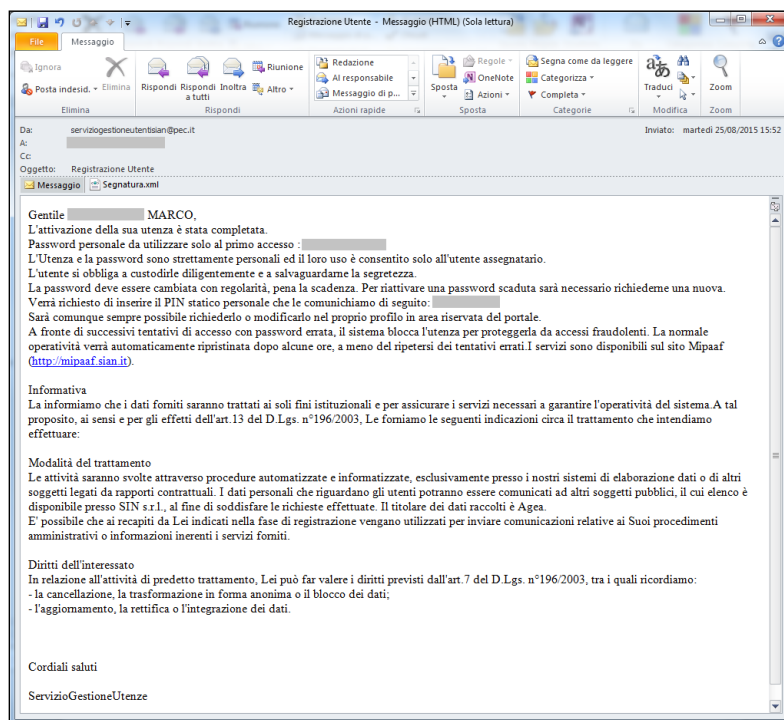 Registrazione Utente - Messaggio (HTML) (Sola lettura)
File
Messaggio
Ignora
Posta indesid.
Elimina
Elimina
Rispondi
Rispondi a tutti
Inoltra
Riunione
Altro
Rispondi
Redazione
Al responsabile
Messaggio di p...
Azioni rapide
Sposta
Regole
OneNote
Azioni
Sposta
Segna come da leggere
Categorizza
Completa
Categorie
Traduci
Modifica
Zoom
Zoom
Da: serviziogestioneutentisian@pec.it
Inviato: martedì 25/08/2015 15:52
A:
Cc:
Oggetto: Registrazione Utente
Messaggio
Segnatura.xml
Gentile MARCO,
L'attivazione della sua utenza è stata completata.
Password personale da utilizzare solo al primo accesso :
L'Utenza e la password sono strettamente personali ed il loro uso è consentito solo all'utente assegnatario.
L'utente si obbliga a custodirle diligentemente e a salvaguardarne la segretezza.
La password deve essere cambiata con regolarità, pena la scadenza. Per riattivare una password scaduta sarà necessario richiederne una nuova.
Verrà richiesto di inserire il PIN statico personale che le comunichiamo di seguito:
Sarà comunque sempre possibile richiederlo o modificarlo nel proprio profilo in area riservata del portale.
A fronte di successivi tentativi di accesso con password errata, il sistema blocca l'utenza per proteggerla da accessi fraudolenti. La normale
operatività verrà automaticamente ripristinata dopo alcune ore, a meno del ripetersi dei tentativi errati.I servizi sono disponibili sul sito Mipaaf
(http://mipaaf.sian.it).
Informativa
La informiamo che i dati forniti saranno trattati ai soli fini istituzionali e per assicurare i servizi necessari a garantire l'operatività del sistema.A tal
proposito, ai sensi e per gli effetti dell'art.13 del D.Lgs. n°196/2003, Le forniamo le seguenti indicazioni circa il trattamento che intendiamo
effettuare:
Modalità del trattamento
Le attività saranno svolte attraverso procedure automatizzate e informatizzate, esclusivamente presso i nostri sistemi di elaborazione dati o di altri
soggetti legati da rapporti contrattuali. I dati personali che riguardano gli utenti potranno essere comunicati ad altri soggetti pubblici, il cui elenco è
disponibile presso SIN s.r.l., al fine di soddisfare le richieste effettuate. Il titolare dei dati raccolti è Agea.
E' possibile che ai recapiti da Lei indicati nella fase di registrazione vengano utilizzati per inviare comunicazioni relative ai Suoi procedimenti
amministrativi o informazioni inerenti i servizi forniti.
Diritti dell'interessato
In relazione all'attività di predetto trattamento, Lei può far valere i diritti previsti dall'art.7 del D.Lgs. n°196/2003, tra i quali ricordiamo:
- la cancellazione, la trasformazione in forma anonima o il blocco dei dati;
- l'aggiornamento, la rettifica o l'integrazione dei dati.
Cordiali saluti
ServizioGestioneUtenze